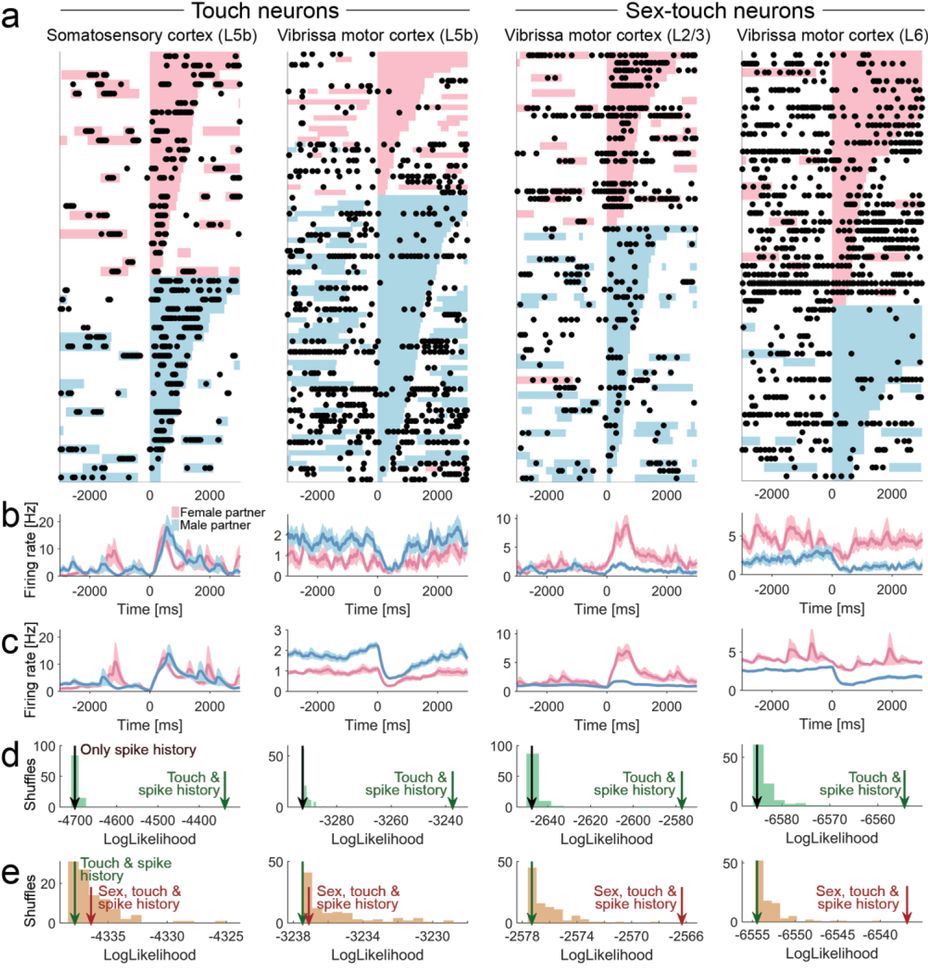 a
Touch neurons
Sex-touch neurons
Somatosensory cortex (L5b)
Vibrissa motor cortex (L5b)
Vibrissa motor cortex (L2/3)
Vibrissa motor cortex (L6)
-2000 0 2000
-2000 0 2000
-2000 0 2000
-2000 0 2000
b
Firing rate [Hz]
20
10
0
Female partner
Male partner
-2000 0 2000
Time [ms]
2
1
0
-2000 0 2000
Time [ms]
10
5
0
-2000 0 2000
Time [ms]
5
0
-2000 0 2000
Time [ms]
c
Firing rate [Hz]
20
10
0
-2000 0 2000
Time [ms]
3
2
1
0
-2000 0 2000
Time [ms]
10
5
0
-2000 0 2000
Time [ms]
5
0
-2000 0 2000
Time [ms]
d
Shuffles
100
50
0
Only spike history
Touch &
spike history
-4700 -4600 -4500 -4400
LogLikelihood
50
0
Touch &
spike history
-3280 -3260 -3240
LogLikelihood
100
50
0
Touch &
spike history
-2640 -2620 -2600 -2580
LogLikelihood
50
0
Touch &
spike history
-6580 -6570 -6560
LogLikelihood
e
Shuffles
20
0
Touch & spike
history
Sex, touch &
spike history
-4335 -4330 -4325
LogLikelihood
50
0
Sex, touch &
spike history
-3238 -3234 -3230
LogLikelihood
50
0
Sex, touch &
spike history
-2578 -2574 -2570 -2566
LogLikelihood
50
0
Sex, touch &
spike history
-6555 -6550 -6545 -6540
LogLikelihood